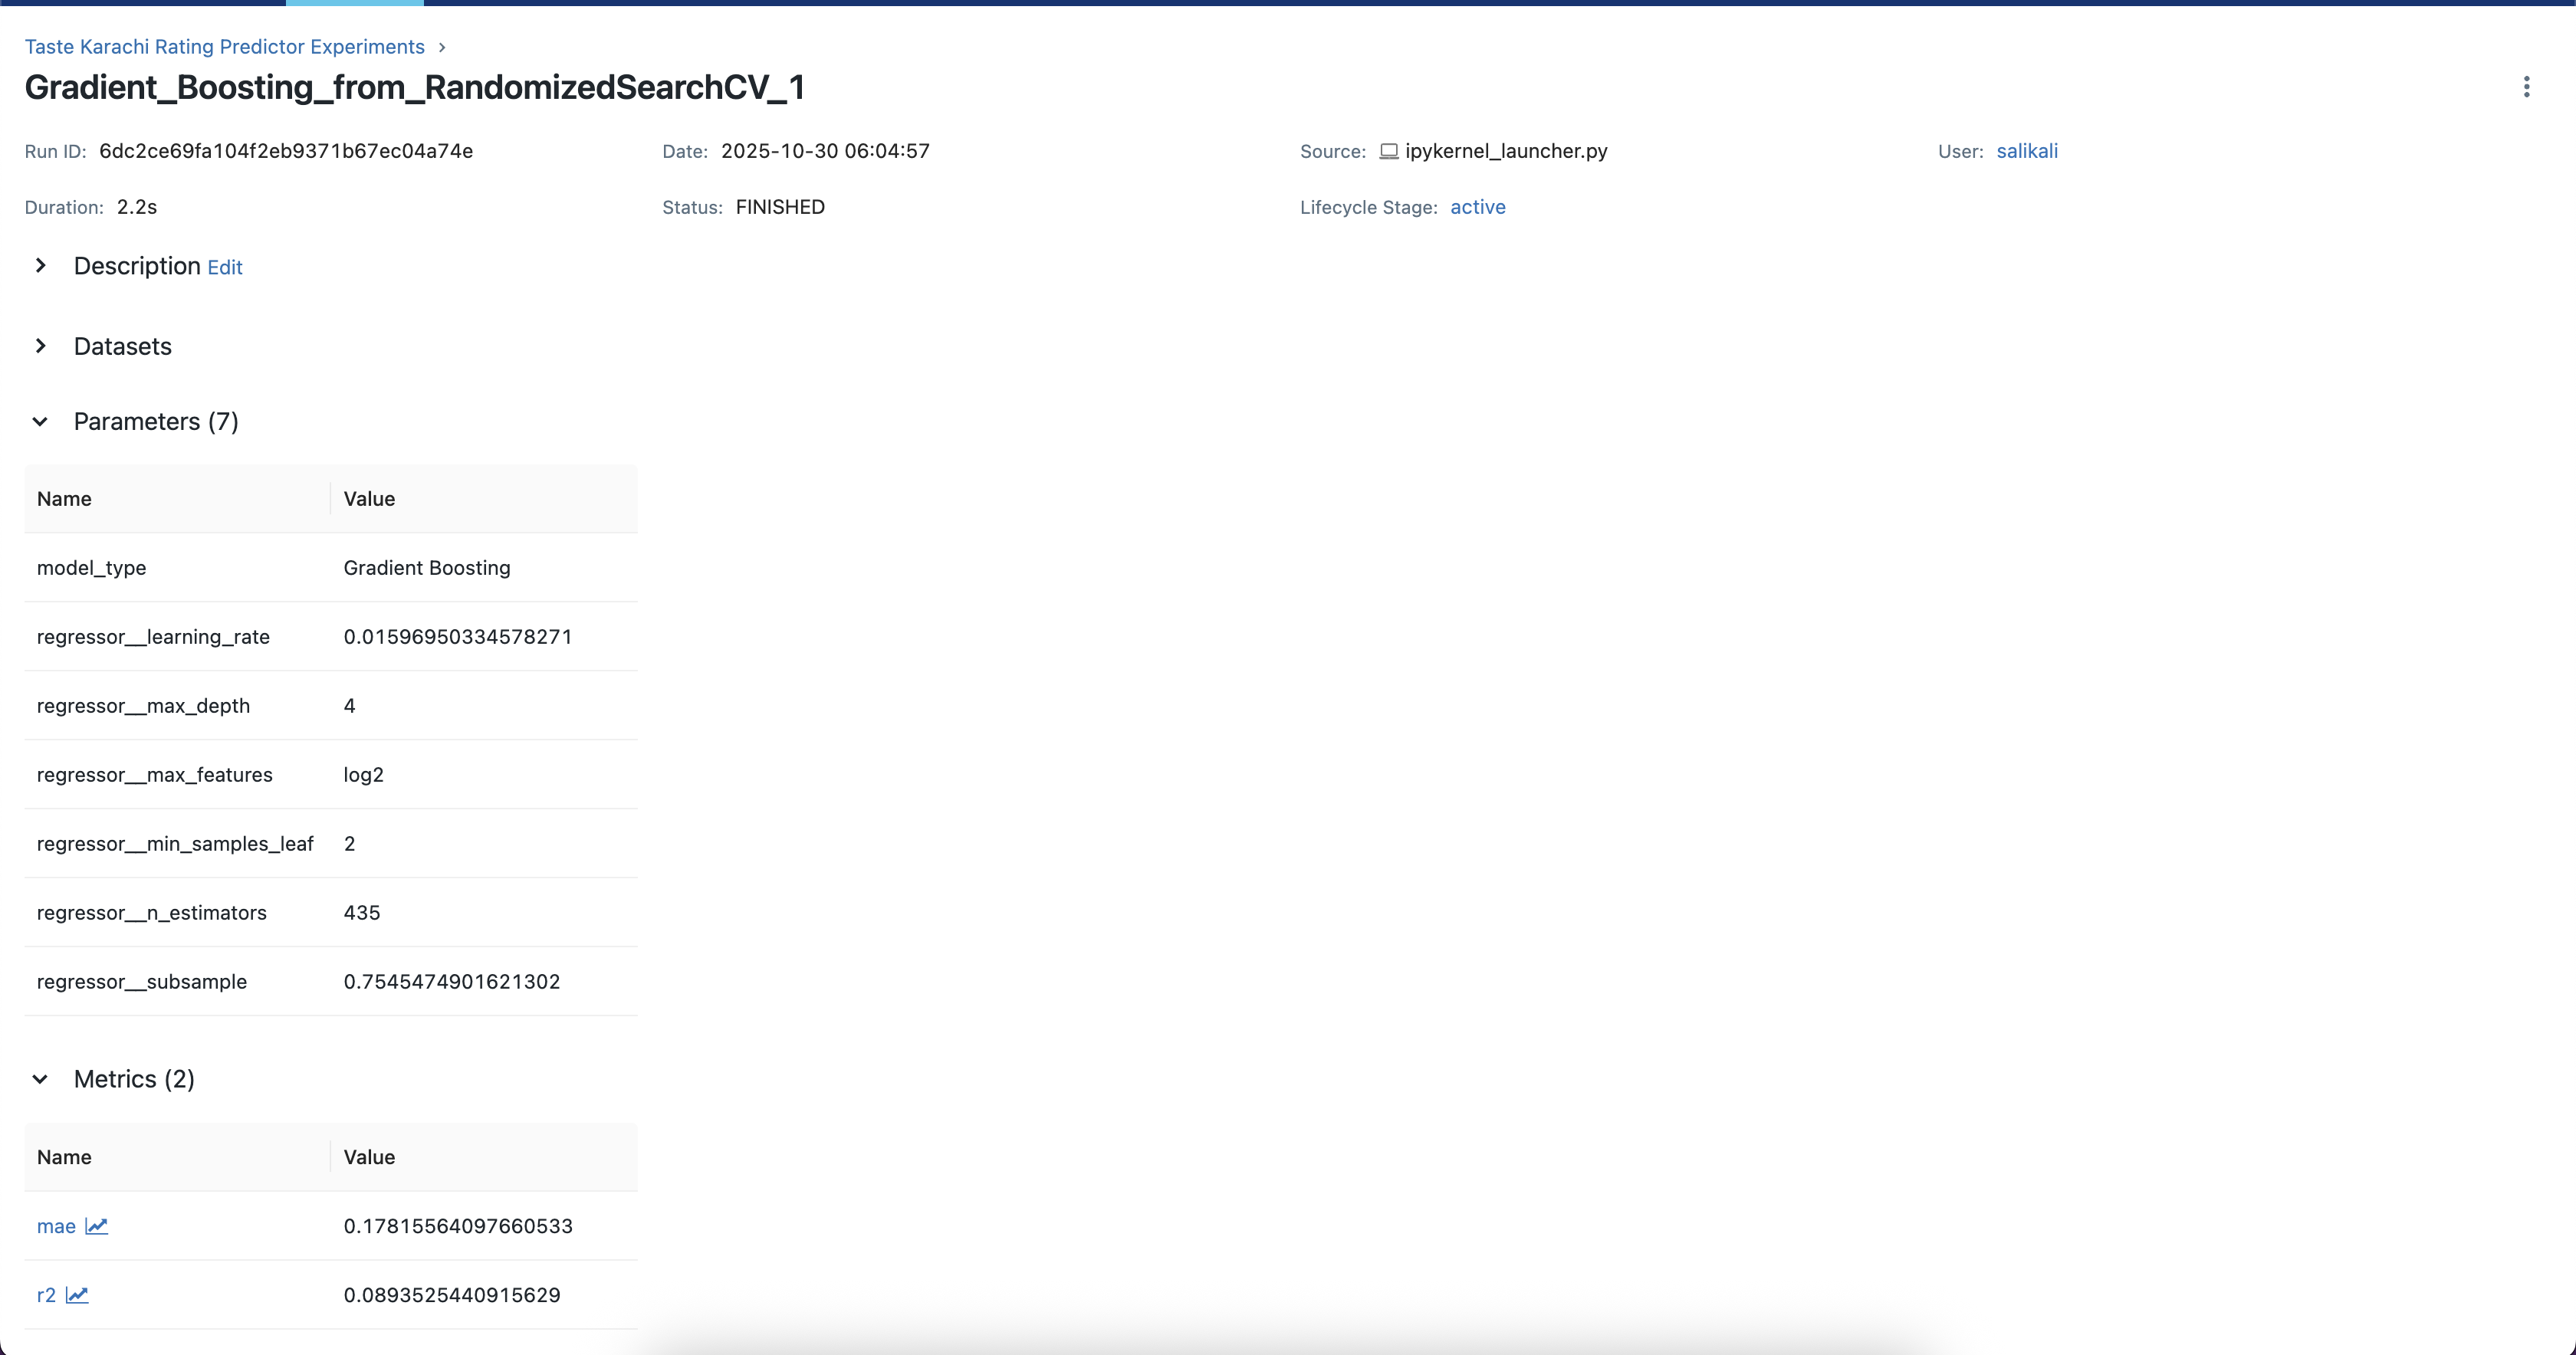 Taste Karachi Rating Predictor Experiments
Gradient_Boosting_from_RandomizedSearchCV_1
Run ID: 6dc2ce69fa104f2eb9371b67ec04a74e Date: 2025-10-30 06:04:57 Source: ipykernel_launcher.py User: salikali
Duration: 2.2s Status: FINISHED Lifecycle Stage: active
Description Edit
Datasets
Parameters (7)
Name Value
model_type Gradient Boosting
regressor__learning_rate 0.01596950334578271
regressor__max_depth 4
regressor__max_features log2
regressor__min_samples_leaf 2
regressor__n_estimators 435
regressor__subsample 0.7545474901621302
Metrics (2)
Name Value
mae 0.17815564097660533
r2 0.0893525440915629